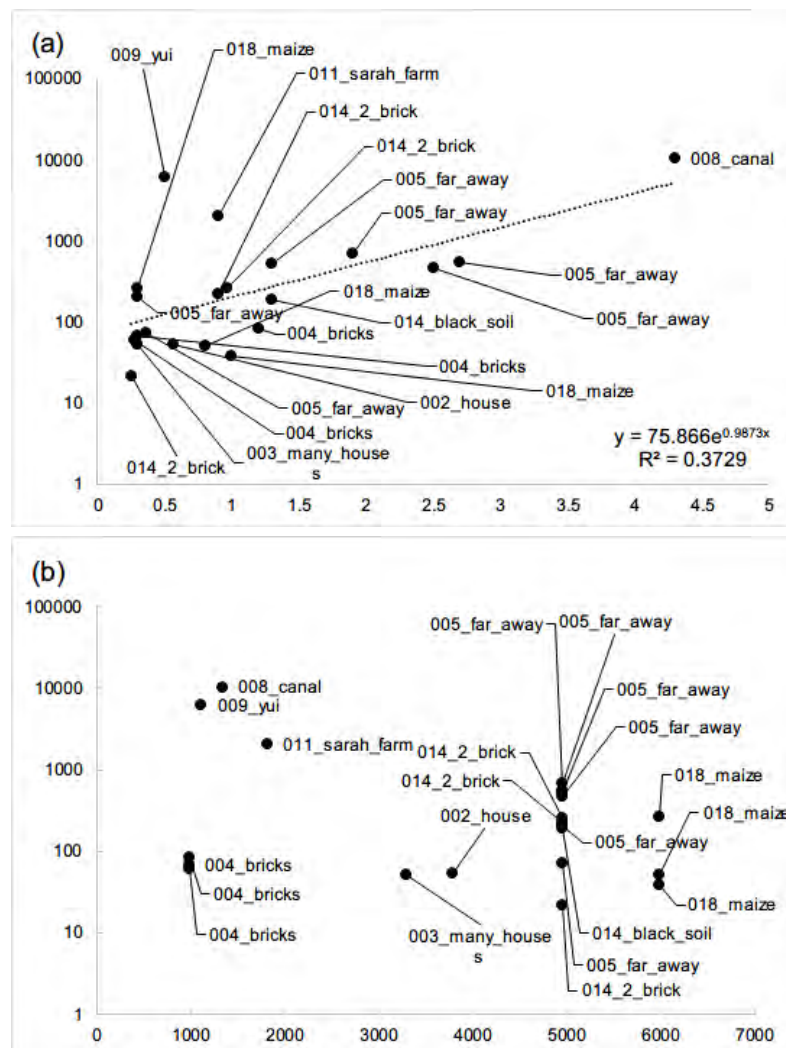 (a)
009_yui
018_maize
011_sarah_farm
014_2_brick
014_2_brick
005_far_away
005_far_away
008_canal
005_far_away
005_far_away
018_maize
005_far_away
014_black_soil
004_bricks
004_bricks
018_maize
002_house
005_far_away
004_bricks
003_many_house
s
014_2_brick
y = 75.866e0.9873x
R² = 0.3729
100000
10000
1000
100
10
1
0 0.5 1 1.5 2 2.5 3 3.5 4 4.5 5
(b)
100000
10000
1000
100
10
1
005_far_away 005_far_away
008_canal
009_yui
005_far_away
005_far_away
011_sarah_farm
014_2_brick
014_2_brick
018_maize
018_maize
002_house
005_far_away
004_bricks
004_bricks
004_bricks
018_maize
003_many_house
s
014_black_soil
005_far_away
014_2_brick
0 1000 2000 3000 4000 5000 6000 7000